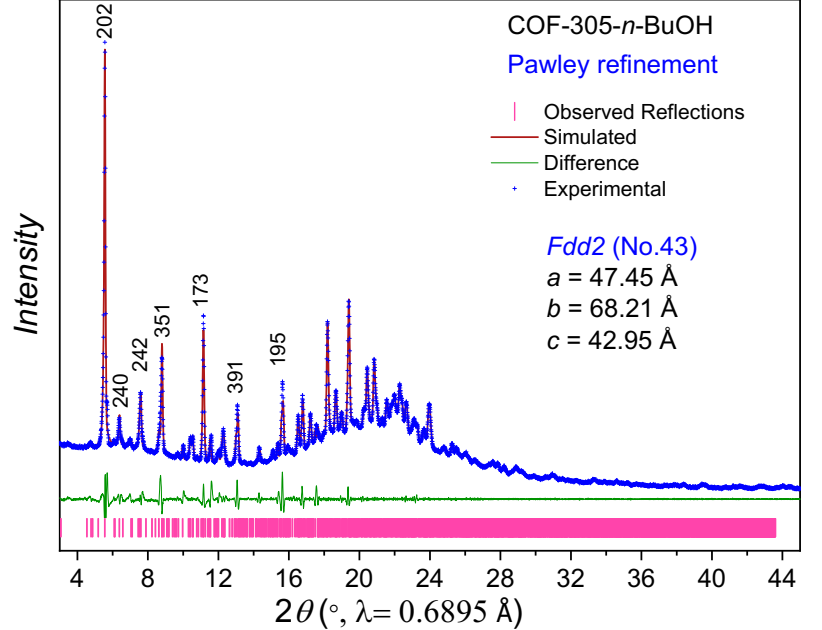 COF-305-n-BuOH
Pawley refinement
Observed Reflections
Simulated
Difference
Experimental
Fdd2 (No.43)
a = 47.45 Å
b = 68.21 Å
c = 42.95 Å
202
240
242
351
173
391
195
Intensity
4 8 12 16 20 24 28 32 36 40 44
2θ (°, λ= 0.6895 Å)